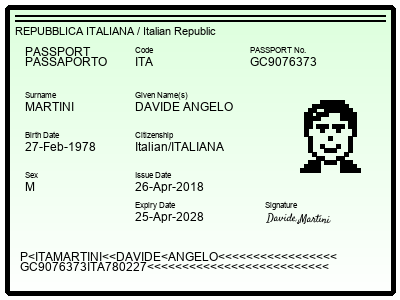 REPUBBLICA ITALIANA / Italian Republic
PASSPORT
PASSAPORTO
Code
ITA
PASSPORT No.
GC9076373
Surname
MARTINI
Given Name(s)
DAVIDE ANGELO
Birth Date
27-Feb-1978
Citizenship
Italian/ITALIANA
Sex
M
Issue Date
26-Apr-2018
Expiry Date
25-Apr-2028
Signature
Davide Martini
P<ITAMARTINI<<DAVIDE<ANGELO<<<<<<<<<<<<<<<<<
GC9076373ITA780227<<<<<<<<<<<<<<<<<<<<<<<<<<